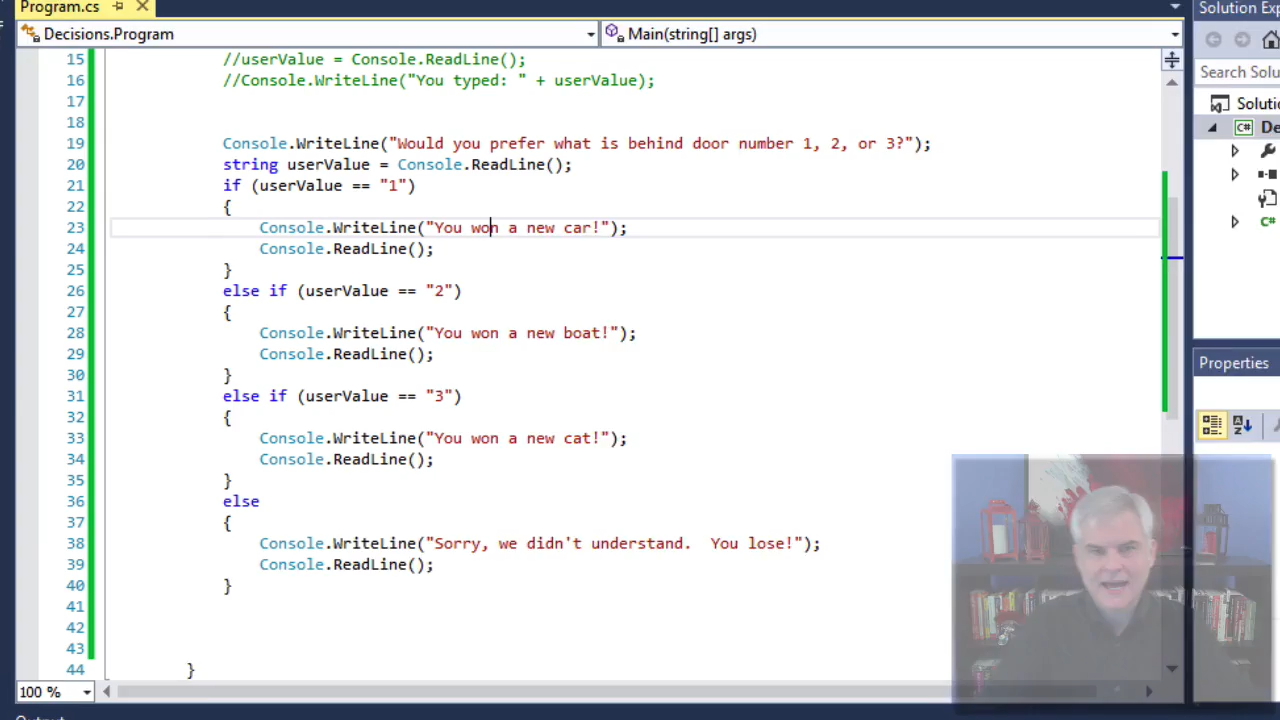 Program.cs
Solution Exp
Decisions.Program
Main(string[] args)
Search Solu
Solutio
De
15 //userValue = Console.ReadLine();
16 //Console.WriteLine("You typed: " + userValue);
17
18
19 Console.WriteLine("Would you prefer what is behind door number 1, 2, or 3?");
20 string userValue = Console.ReadLine();
21 if (userValue == "1")
22 {
23 Console.WriteLine("You won a new car!");
24 Console.ReadLine();
25 }
26 else if (userValue == "2")
27 {
28 Console.WriteLine("You won a new boat!");
29 Console.ReadLine();
30 }
31 else if (userValue == "3")
32 {
33 Console.WriteLine("You won a new cat!");
34 Console.ReadLine();
35 }
36 else
37 {
38 Console.WriteLine("Sorry, we didn't understand.  You lose!");
39 Console.ReadLine();
40 }
41
42
43
44 }
C#
C#
Properties
100 %